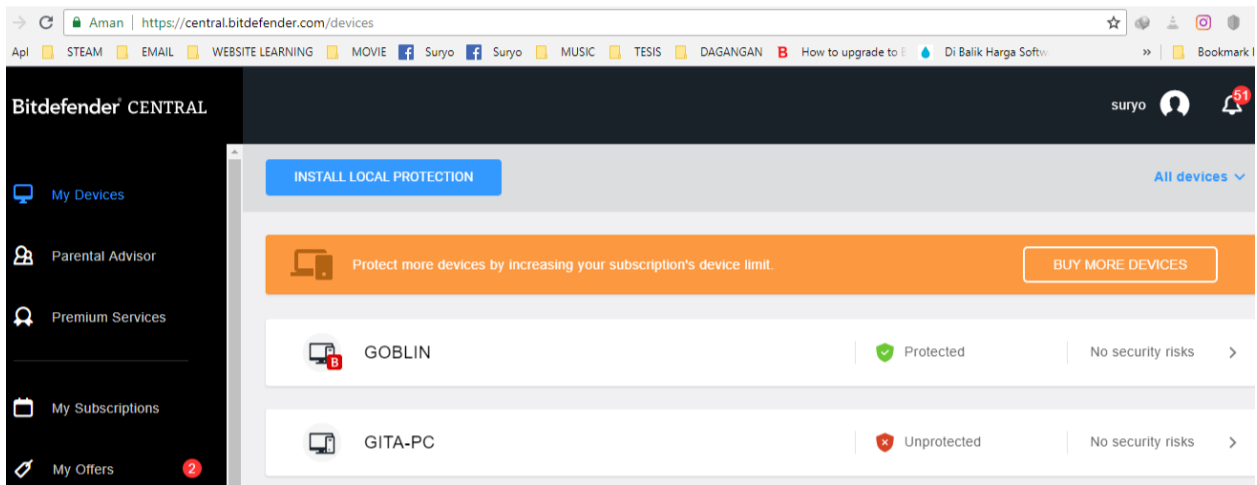 Aman https://central.bitdefender.com/devices
Apl STEAM EMAIL WEBSITE LEARNING MOVIE Suryo Suryo MUSIC TESIS DAGANGAN B How to upgrade to Di Balik Harga Softw » Bookmark
Bitdefender CENTRAL
suryo 51
INSTALL LOCAL PROTECTION
All devices
My Devices
Parental Advisor
Protect more devices by increasing your subscription's device limit.
BUY MORE DEVICES
Premium Services
B GOBLIN Protected No security risks
My Subscriptions
GITA-PC Unprotected No security risks
My Offers 2